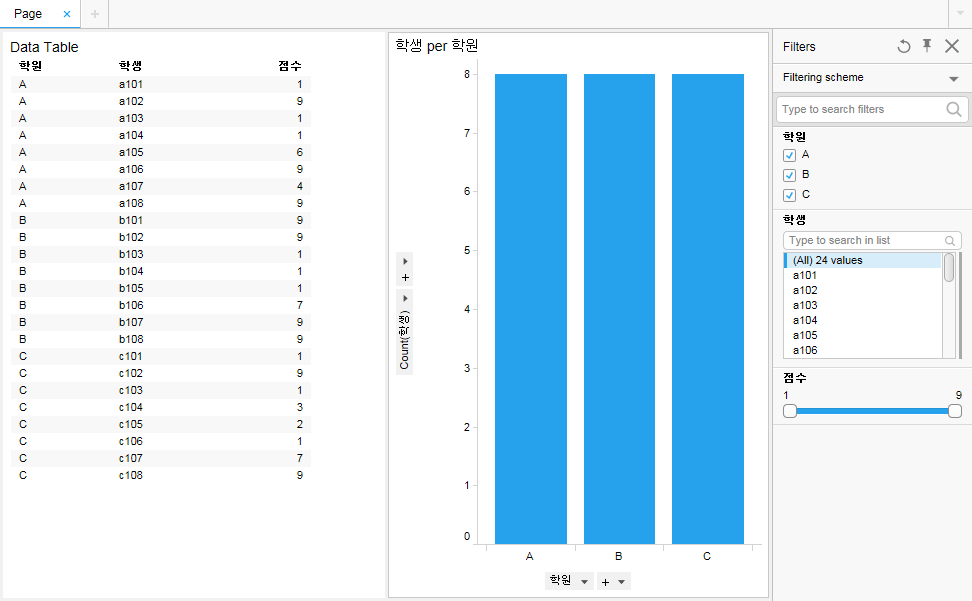 Page
Data Table
학원 학생 점수
A a101 1
A a102 9
A a103 1
A a104 1
A a105 6
A a106 9
A a107 4
A a108 9
B b101 9
B b102 9
B b103 1
B b104 1
B b105 1
B b106 7
B b107 9
B b108 9
C c101 1
C c102 9
C c103 1
C c104 3
C c105 2
C c106 1
C c107 7
C c108 9
학생 per 학원
8
7
6
5
4
3
2
1
0
Count(학생)
A B C
학원
Filters
Filtering scheme
Type to search filters
학원
A
B
C
학생
Type to search in list
(All) 24 values
a101
a102
a103
a104
a105
a106
점수
1 9